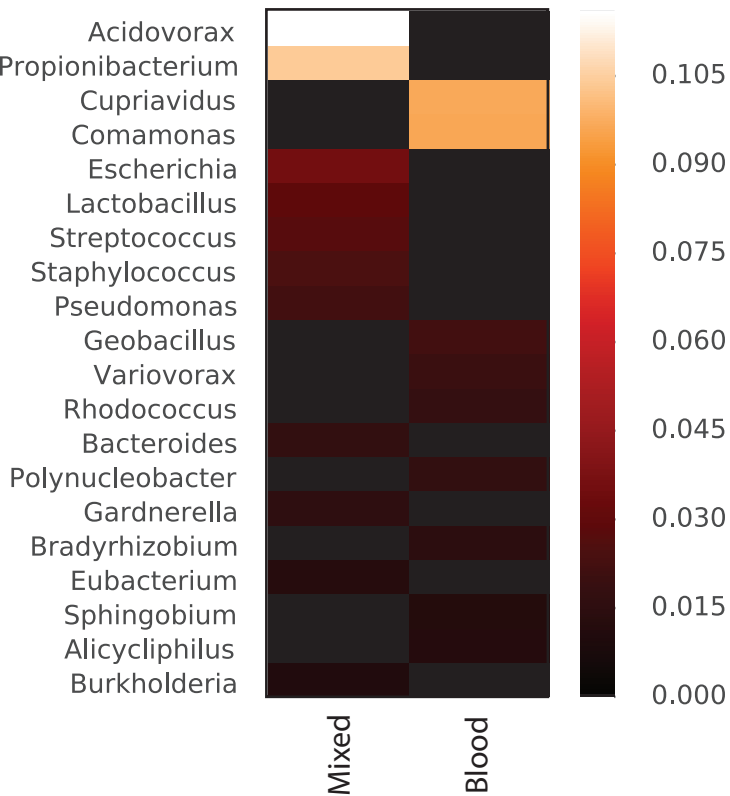 Acidovorax
Propionibacterium
Cupriavidus
Comamonas
Escherichia
Lactobacillus
Streptococcus
Staphylococcus
Pseudomonas
Geobacillus
Variovorax
Rhodococcus
Bacteroides
Polynucleobacter
Gardnerella
Bradyrhizobium
Eubacterium
Sphingobium
Alicycliphilus
Burkholderia
Mixed
Blood
0.105
0.090
0.075
0.060
0.045
0.030
0.015
0.000